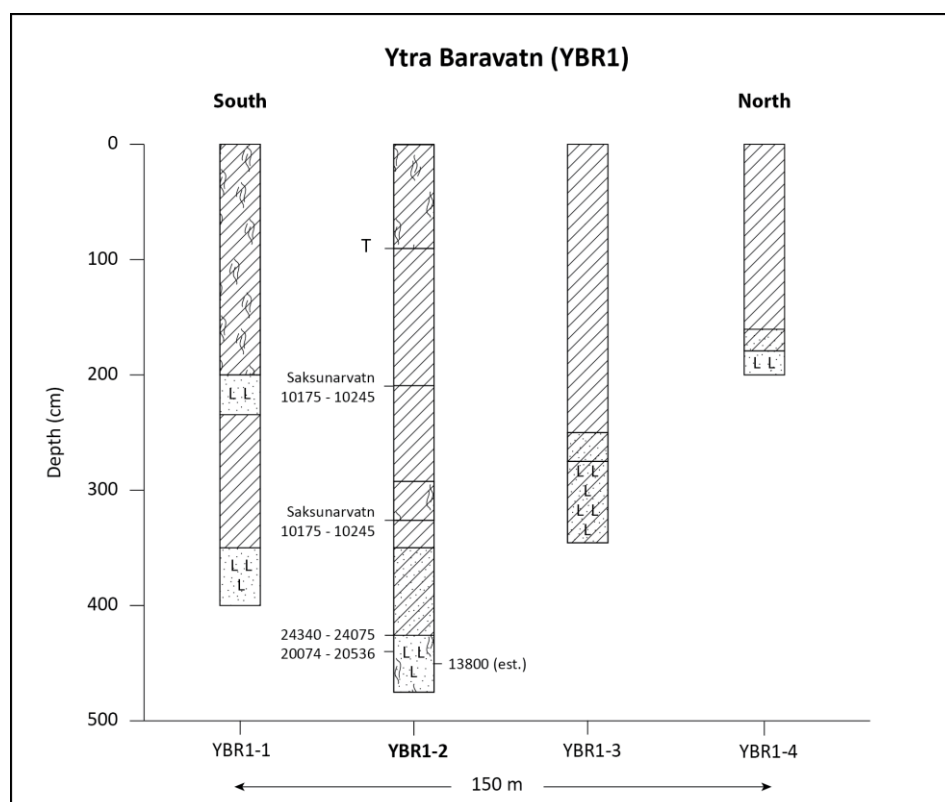 Ytra Baravatn (YBR1)
South
North
0
100
200
300
400
500
Depth (cm)
T
Saksunarvatn
10175 - 10245
Saksunarvatn
10175 - 10245
24340 - 24075
20074 - 20536
13800 (est.)
L L
L L
L
L L
L
L L
L
L L
L
L L
YBR1-1
YBR1-2
YBR1-3
YBR1-4
150 m